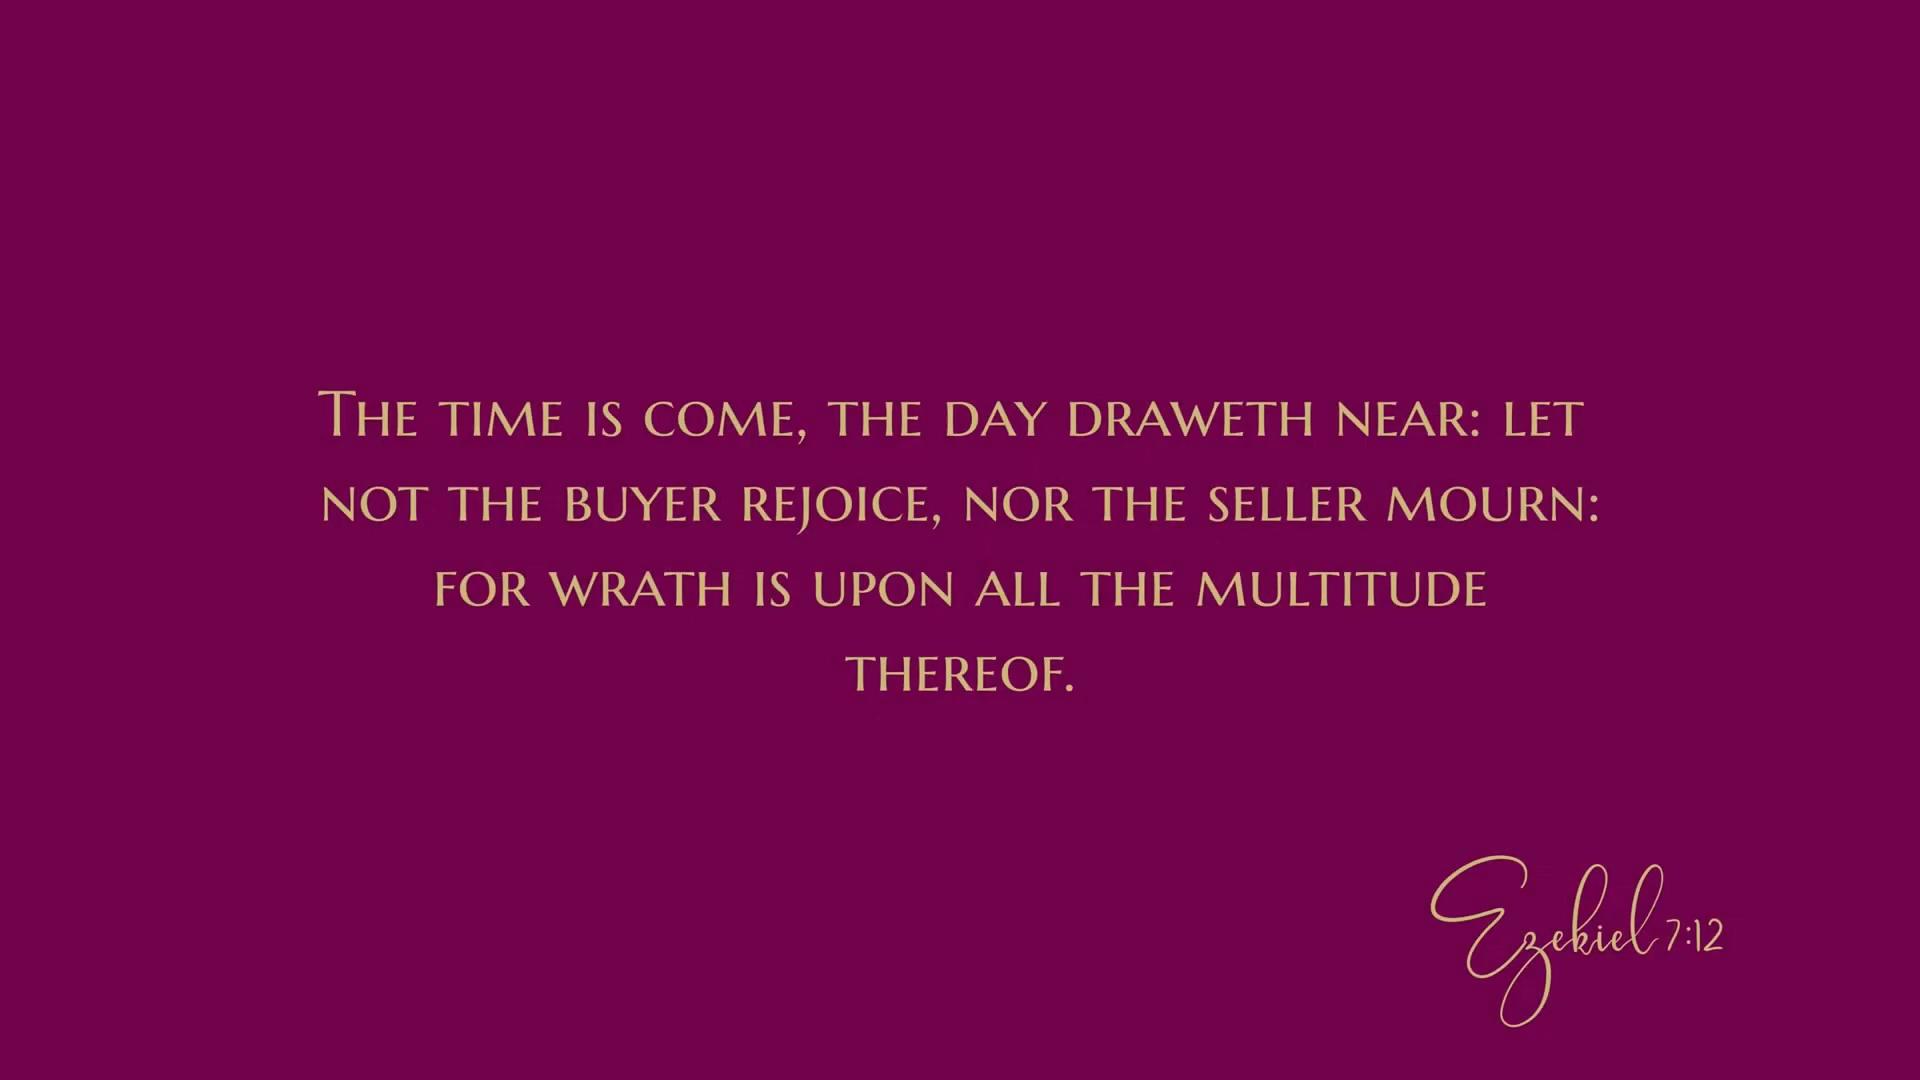 The time is come, the day draweth near: let
not the buyer rejoice, nor the seller mourn:
for wrath is upon all the multitude
thereof.
Ezekiel 7:12